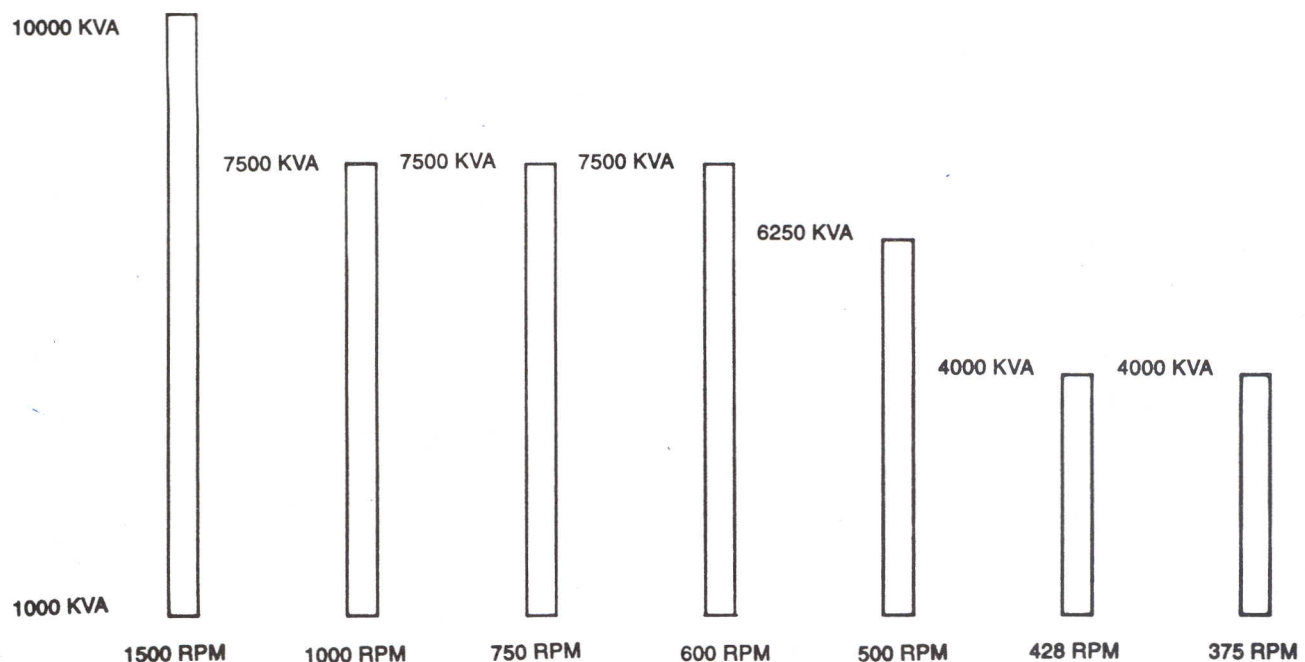 10000 KVA
7500 KVA
7500 KVA
7500 KVA
6250 KVA
4000 KVA
4000 KVA
1000 KVA
1500 RPM
1000 RPM
750 RPM
600 RPM
500 RPM
428 RPM
375 RPM